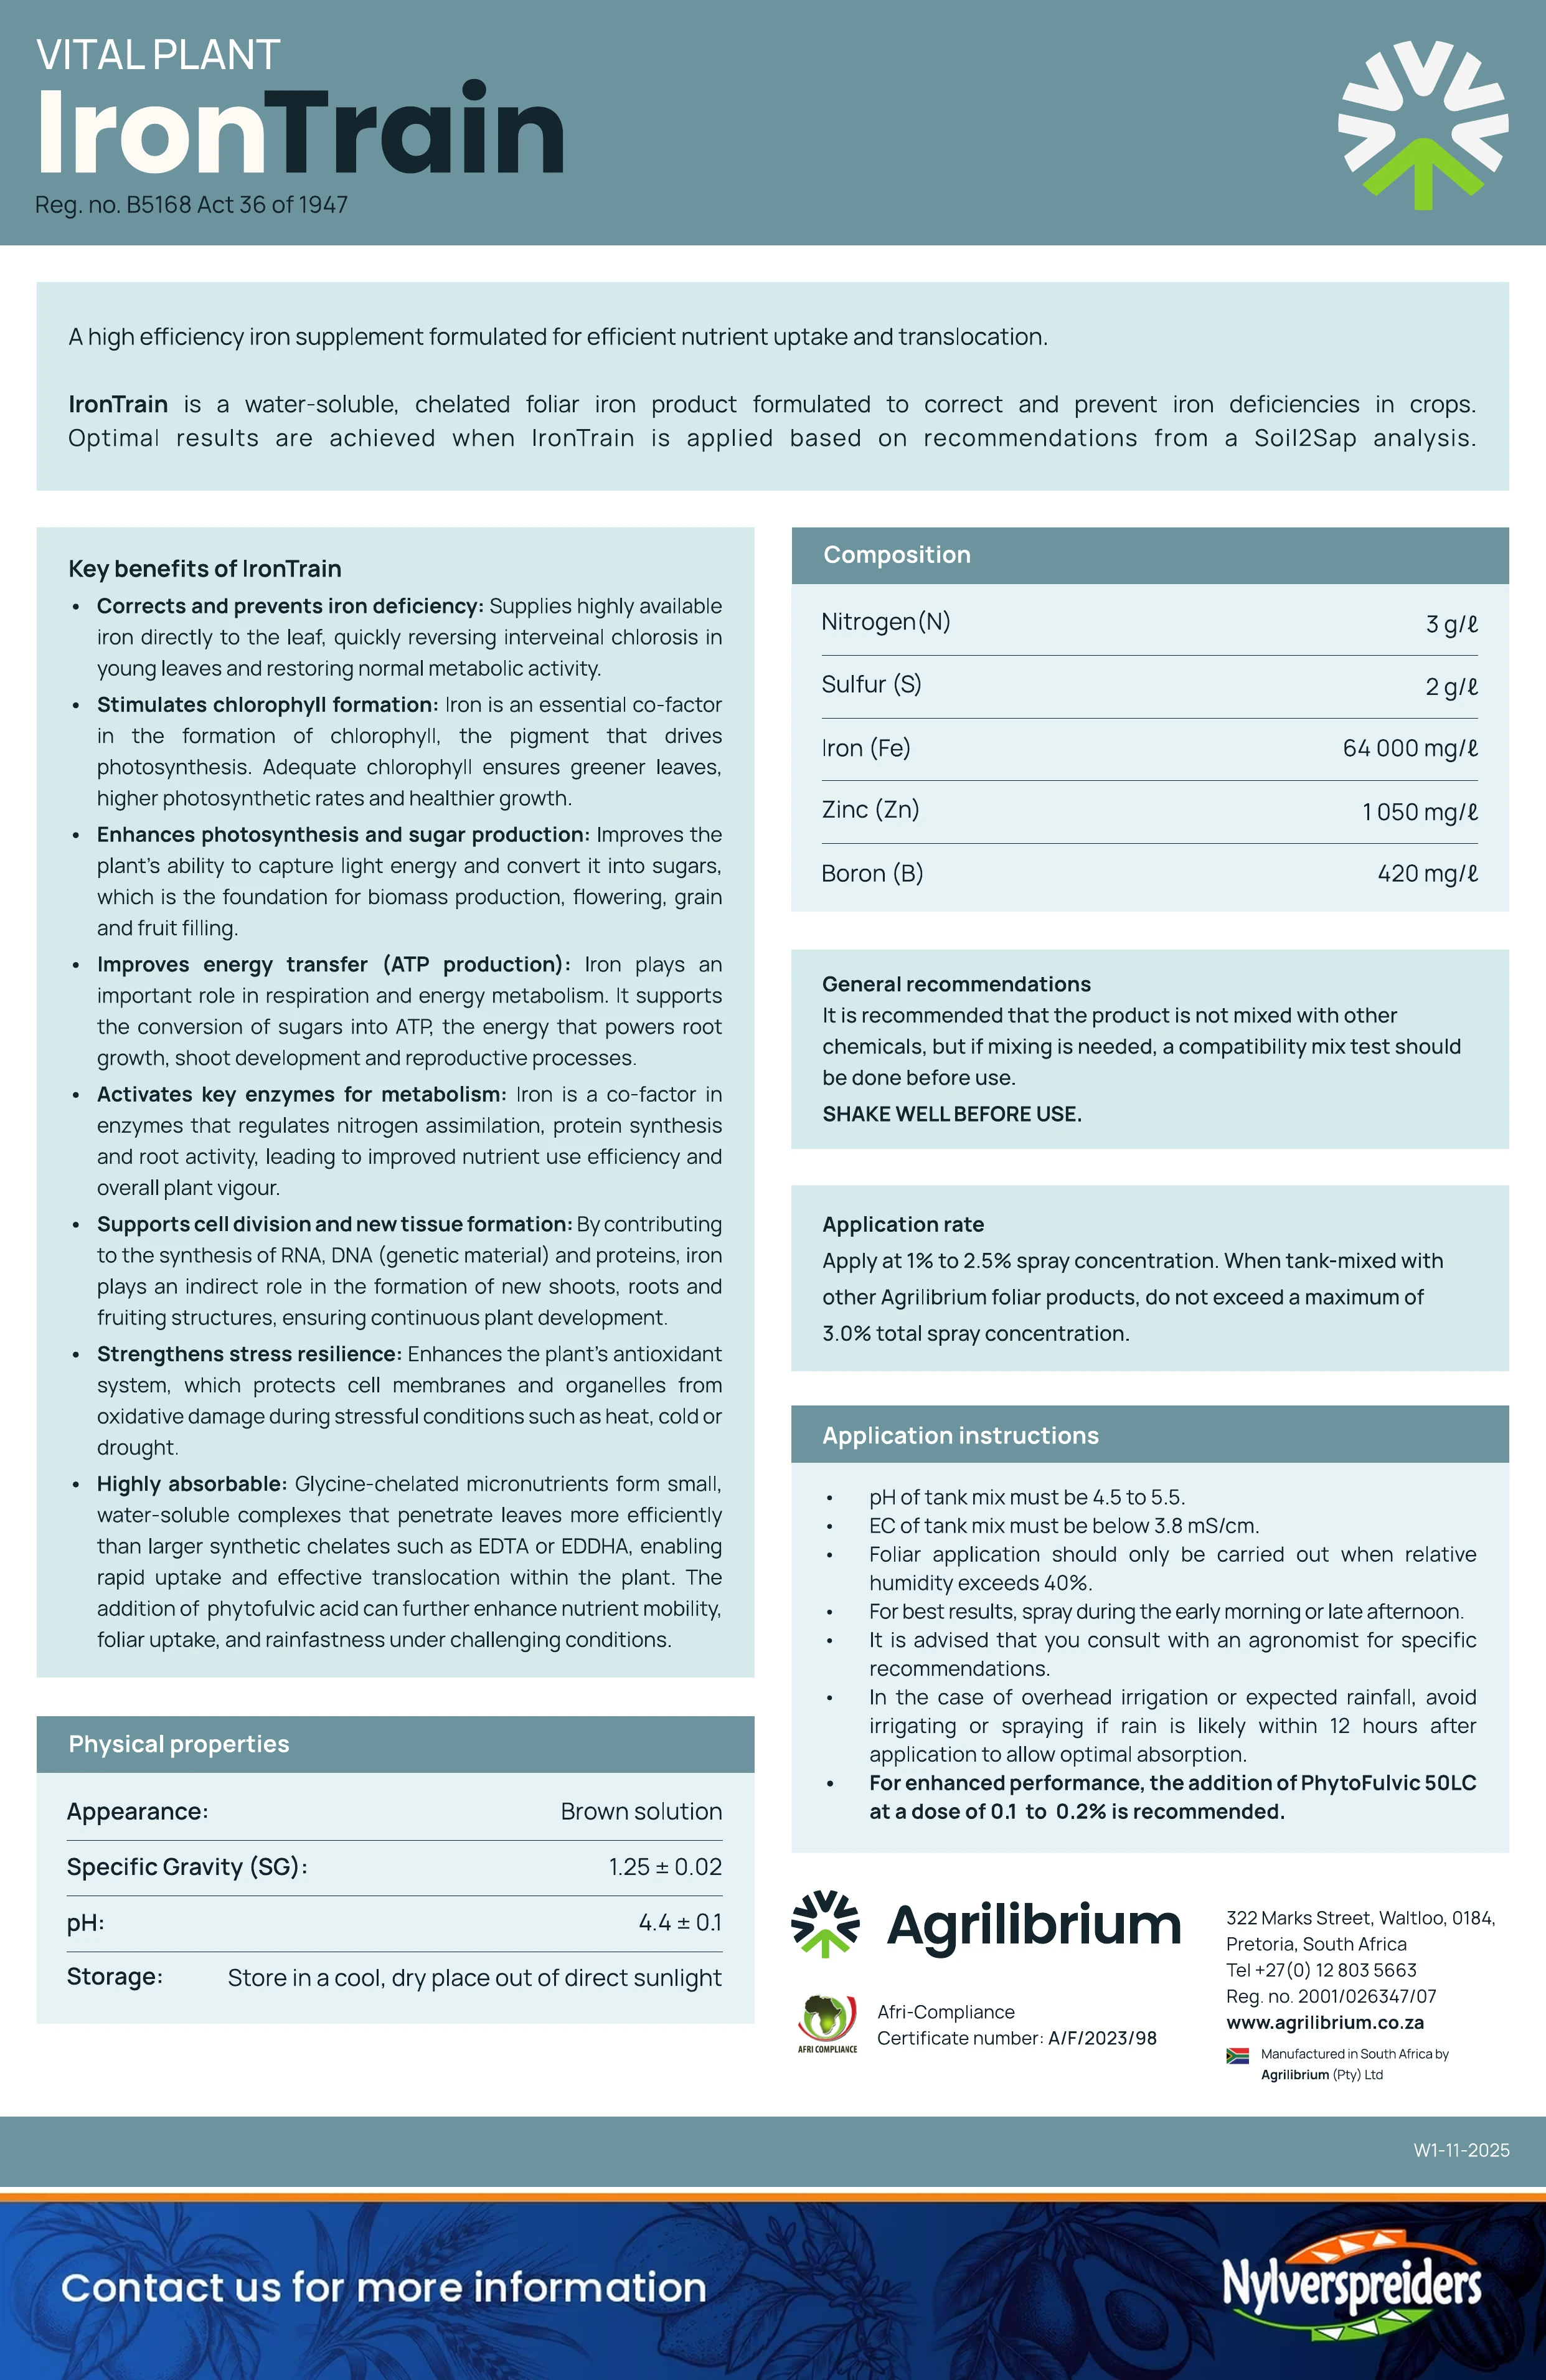 VITAL PLANT
IronTrain
Reg. no. B5168 Act 36 of 1947
A high efficiency iron supplement formulated for efficient nutrient uptake and translocation.
IronTrain is a water-soluble, chelated foliar iron product formulated to correct and prevent iron deficiencies in crops.
Optimal results are achieved when IronTrain is applied based on recommendations from a Soil2Sap analysis.
Key benefits of IronTrain
• Corrects and prevents iron deficiency: Supplies highly available
iron directly to the leaf, quickly reversing interveinal chlorosis in
young leaves and restoring normal metabolic activity.
• Stimulates chlorophyll formation: Iron is an essential co-factor
in the formation of chlorophyll, the pigment that drives
photosynthesis. Adequate chlorophyll ensures greener leaves,
higher photosynthetic rates and healthier growth.
• Enhances photosynthesis and sugar production: Improves the
plant's ability to capture light energy and convert it into sugars,
which is the foundation for biomass production, flowering, grain
and fruit filling.
• Improves energy transfer (ATP production): Iron plays an
important role in respiration and energy metabolism. It supports
the conversion of sugars into ATP, the energy that powers root
growth, shoot development and reproductive processes.
• Activates key enzymes for metabolism: Iron is a co-factor in
enzymes that regulates nitrogen assimilation, protein synthesis
and root activity, leading to improved nutrient use efficiency and
overall plant vigour.
• Supports cell division and new tissue formation: By contributing
to the synthesis of RNA, DNA (genetic material) and proteins, iron
plays an indirect role in the formation of new shoots, roots and
fruiting structures, ensuring continuous plant development.
• Strengthens stress resilience: Enhances the plant's antioxidant
system, which protects cell membranes and organelles from
oxidative damage during stressful conditions such as heat, cold or
drought.
• Highly absorbable: Glycine-chelated micronutrients form small,
water-soluble complexes that penetrate leaves more efficiently
than larger synthetic chelates such as EDTA or EDDHA, enabling
rapid uptake and effective translocation within the plant. The
addition of phytofulvic acid can further enhance nutrient mobility,
foliar uptake, and rainfastness under challenging conditions.
Physical properties
Appearance: Brown solution
Specific Gravity (SG): 1.25 ± 0.02
pH: 4.4 ± 0.1
Storage: Store in a cool, dry place out of direct sunlight
Composition
Nitrogen(N) 3 g/ℓ
Sulfur (S) 2 g/ℓ
Iron (Fe) 64 000 mg/ℓ
Zinc (Zn) 1 050 mg/ℓ
Boron (B) 420 mg/ℓ
General recommendations
It is recommended that the product is not mixed with other
chemicals, but if mixing is needed, a compatibility mix test should
be done before use.
SHAKE WELL BEFORE USE.
Application rate
Apply at 1% to 2.5% spray concentration. When tank-mixed with
other Agrilibrium foliar products, do not exceed a maximum of
3.0% total spray concentration.
Application instructions
• pH of tank mix must be 4.5 to 5.5.
• EC of tank mix must be below 3.8 mS/cm.
• Foliar application should only be carried out when relative
humidity exceeds 40%.
• For best results, spray during the early morning or late afternoon.
• It is advised that you consult with an agronomist for specific
recommendations.
• In the case of overhead irrigation or expected rainfall, avoid
irrigating or spraying if rain is likely within 12 hours after
application to allow optimal absorption.
• For enhanced performance, the addition of PhytoFulvic 50LC
at a dose of 0.1 to 0.2% is recommended.
Agrilibrium
AFRI COMPLIANCE
Afri-Compliance
Certificate number: A/F/2023/98
322 Marks Street, Waltloo, 0184,
Pretoria, South Africa
Tel +27(0) 12 803 5663
Reg. no. 2001/026347/07
www.agrilibrium.co.za
Manufactured in South Africa by
Agrilibrium (Pty) Ltd
W1-11-2025
Contact us for more information
Nylverspreiders